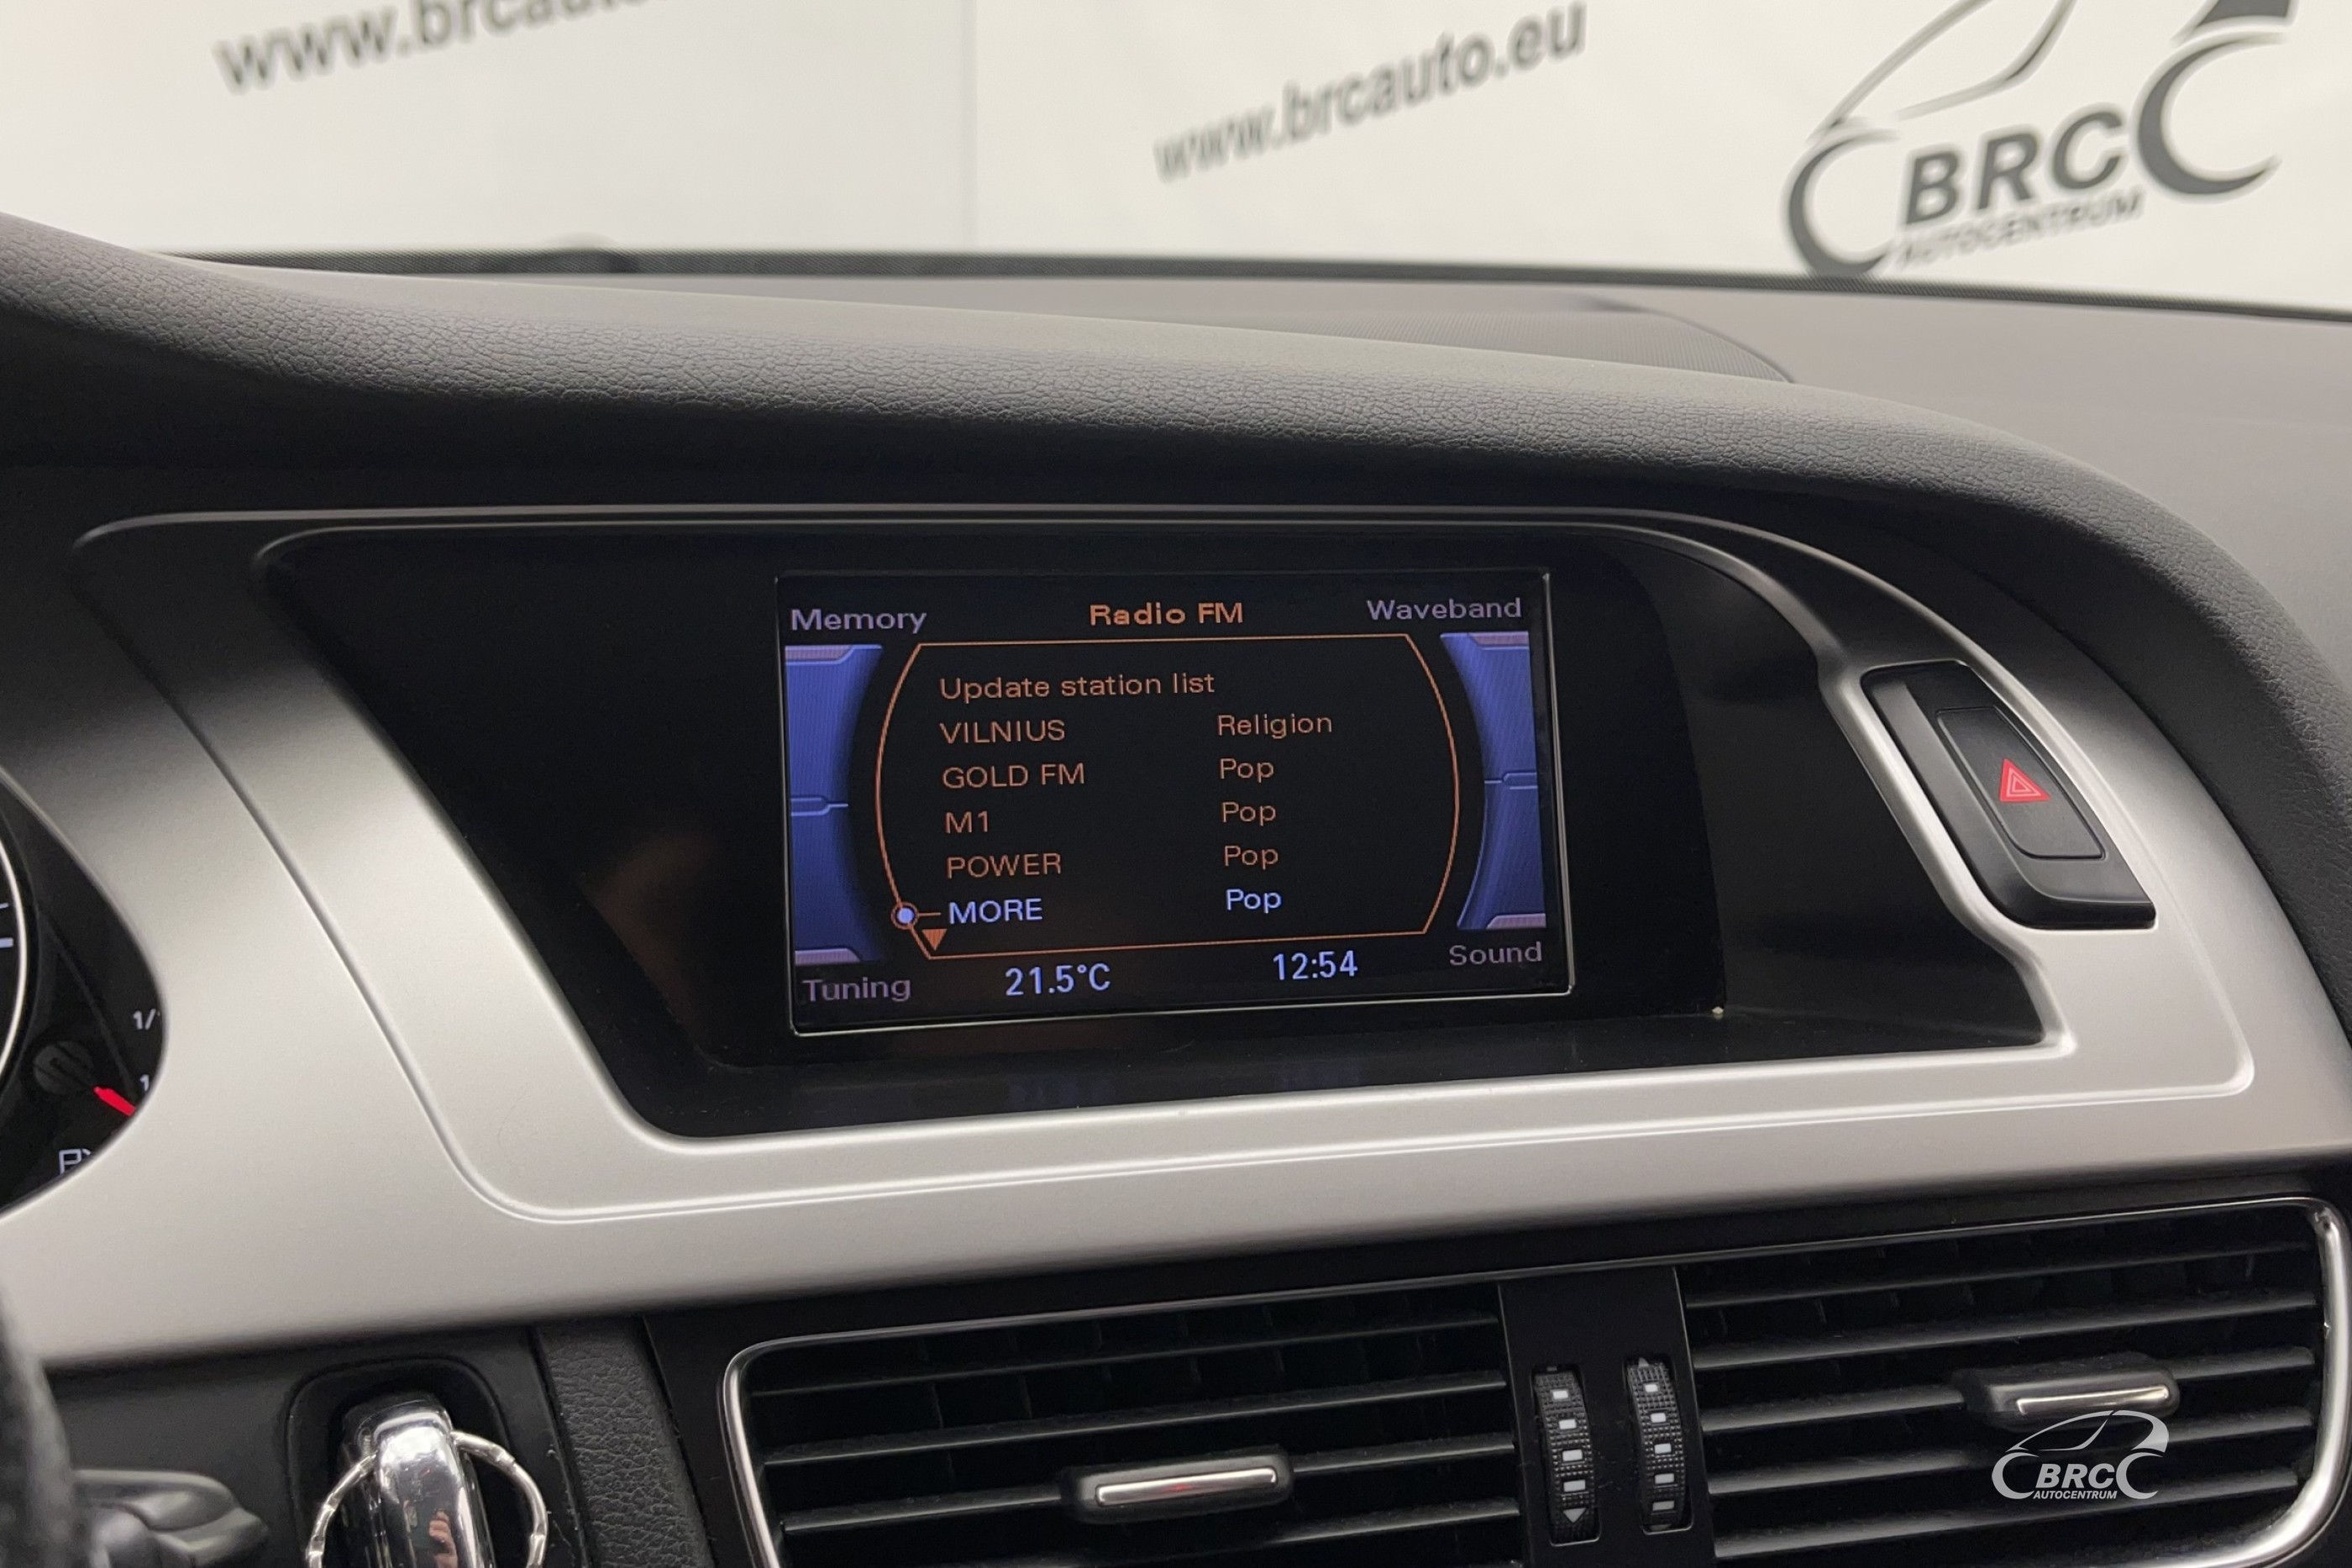 www.brcauto
www.brcauto.eu
BRC
AUTOCENTRUM
Memory
Radio FM
Waveband
Update station list
VILNIUS Religion
GOLD FM Pop
M1 Pop
POWER Pop
MORE Pop
Tuning
21.5°C
12:54
Sound
1/
BRC
AUTOCENTRUM